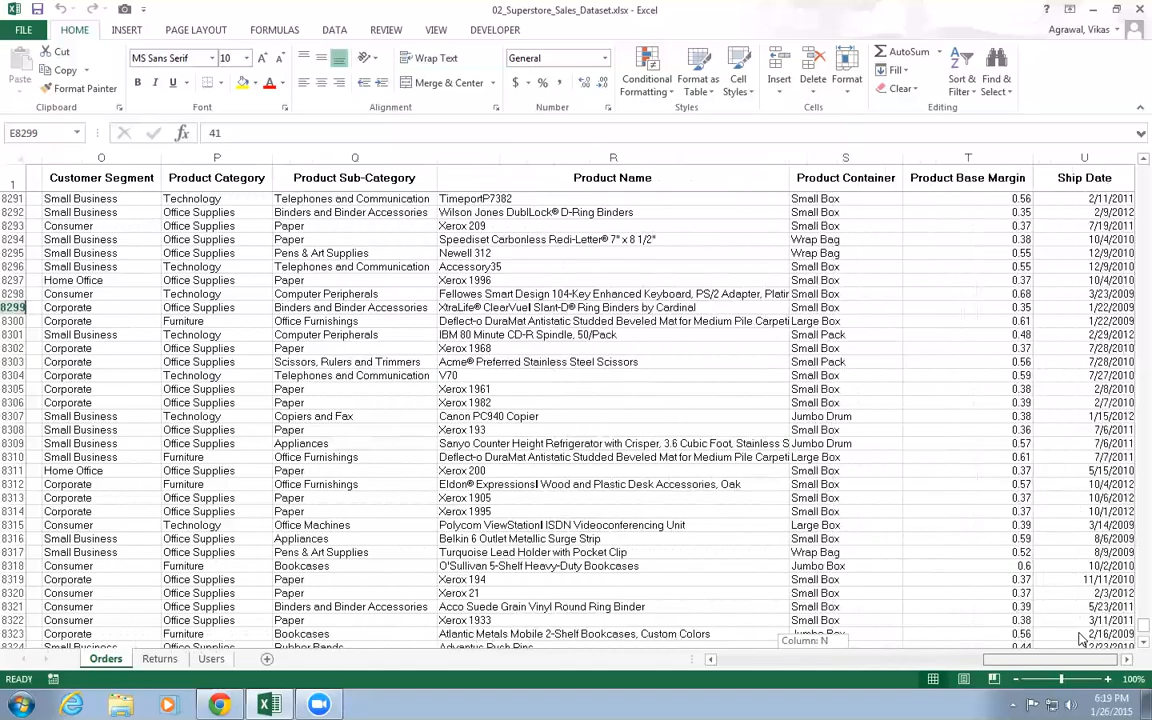 02_Superstore_Sales_Dataset.xlsx - Excel
FILE HOME INSERT PAGE LAYOUT FORMULAS DATA REVIEW VIEW DEVELOPER Agrawal, Vikas
Paste Cut Copy Format Painter Clipboard
MS Sans Serif 10 B I U Font
Wrap Text Merge & Center Alignment
General $ % , Number
Conditional Formatting Format as Table Cell Styles Styles
Insert Delete Format Cells
AutoSum Fill Clear Sort & Filter Find & Select Editing
E8299 fx 41
O P Q R S T U
1 Customer Segment Product Category Product Sub-Category Product Name Product Container Product Base Margin Ship Date
8291 Small Business Technology Telephones and Communication TimeportP7382 Small Box 0.56 2/11/2011
8292 Small Business Office Supplies Binders and Binder Accessories Wilson Jones DublLock® D-Ring Binders Small Box 0.35 2/9/2012
8293 Consumer Office Supplies Paper Xerox 209 Small Box 0.37 7/19/2011
8294 Small Business Office Supplies Paper Speediset Carbonless Redi-Letter® 7" x 8 1/2" Wrap Bag 0.38 10/4/2010
8295 Small Business Office Supplies Pens & Art Supplies Newell 312 Wrap Bag 0.55 12/9/2010
8296 Small Business Technology Telephones and Communication Accessory35 Small Box 0.55 12/9/2010
8297 Home Office Office Supplies Paper Xerox 1996 Small Box 0.37 10/4/2010
8298 Consumer Technology Computer Peripherals Fellowes Smart Design 104-Key Enhanced Keyboard, PS/2 Adapter, Platin Small Box 0.68 3/23/2009
8299 Corporate Office Supplies Binders and Binder Accessories XtraLife® ClearVueI Slant-D® Ring Binders by Cardinal Small Box 0.35 1/22/2009
8300 Corporate Furniture Office Furnishings Deflect-o DuraMat Antistatic Studded Beveled Mat for Medium Pile Carpeti Large Box 0.61 1/22/2009
8301 Small Business Technology Computer Peripherals IBM 80 Minute CD-R Spindle, 50/Pack Small Pack 0.48 2/29/2012
8302 Corporate Office Supplies Paper Xerox 1968 Small Box 0.37 7/28/2010
8303 Corporate Office Supplies Scissors, Rulers and Trimmers Acme® Preferred Stainless Steel Scissors Small Pack 0.56 7/28/2010
8304 Corporate Technology Telephones and Communication V70 Small Box 0.59 7/27/2010
8305 Corporate Office Supplies Paper Xerox 1961 Small Box 0.38 2/8/2010
8306 Corporate Office Supplies Paper Xerox 1982 Small Box 0.39 2/7/2010
8307 Small Business Technology Copiers and Fax Canon PC940 Copier Jumbo Drum 0.38 1/15/2012
8308 Small Business Office Supplies Paper Xerox 193 Small Box 0.36 7/6/2011
8309 Small Business Office Supplies Appliances Sanyo Counter Height Refrigerator with Crisper, 3.6 Cubic Foot, Stainless S Jumbo Drum 0.57 7/6/2011
8310 Small Business Furniture Office Furnishings Deflect-o DuraMat Antistatic Studded Beveled Mat for Medium Pile Carpeti Large Box 0.61 7/7/2011
8311 Home Office Office Supplies Paper Xerox 200 Small Box 0.37 5/15/2010
8312 Corporate Furniture Office Furnishings Eldon® ExpressionsI Wood and Plastic Desk Accessories, Oak Small Box 0.57 10/4/2012
8313 Corporate Office Supplies Paper Xerox 1905 Small Box 0.37 10/6/2012
8314 Corporate Office Supplies Paper Xerox 1995 Small Box 0.37 10/1/2012
8315 Consumer Technology Office Machines Polycom ViewStationI ISDN Videoconferencing Unit Large Box 0.39 3/14/2009
8316 Small Business Office Supplies Appliances Belkin 6 Outlet Metallic Surge Strip Small Box 0.59 8/6/2009
8317 Small Business Office Supplies Pens & Art Supplies Turquoise Lead Holder with Pocket Clip Wrap Bag 0.52 8/9/2009
8318 Consumer Furniture Bookcases O'Sullivan 5-Shelf Heavy-Duty Bookcases Jumbo Box 0.6 10/2/2010
8319 Corporate Office Supplies Paper Xerox 194 Small Box 0.37 11/11/2010
8320 Consumer Office Supplies Paper Xerox 21 Small Box 0.37 2/3/2012
8321 Consumer Office Supplies Binders and Binder Accessories Acco Suede Grain Vinyl Round Ring Binder Small Box 0.39 5/23/2011
8322 Consumer Office Supplies Paper Xerox 1933 Small Box 0.38 3/11/2011
8323 Corporate Furniture Bookcases Atlantic Metals Mobile 2-Shelf Bookcases, Custom Colors 0.56 2/16/2009
Column: N
Orders Returns Users
READY 100%
6:19 PM
1/26/2015